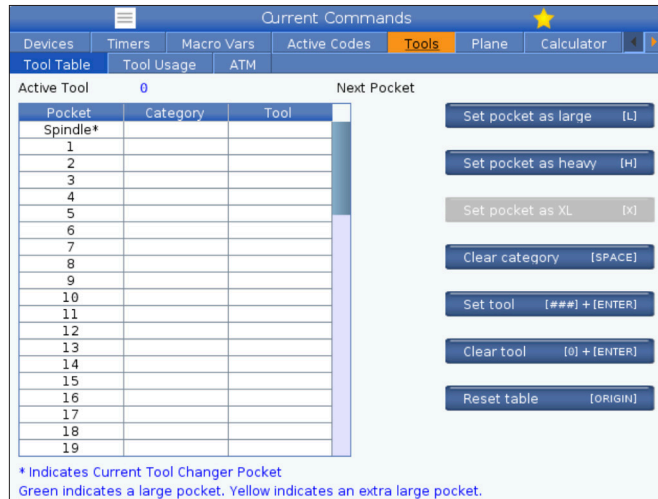 Current Commands
Devices Timers Macro Vars Active Codes Tools Plane Calculator
Tool Table Tool Usage ATM
Active Tool 0 Next Pocket
Pocket Category Tool
Spindle*
1
2
3
4
5
6
7
8
9
10
11
12
13
14
15
16
17
18
19
Set pocket as large [L]
Set pocket as heavy [H]
Set pocket as XL [X]
Clear category [SPACE]
Set tool [###]+[ENTER]
Clear tool [0]+[ENTER]
Reset table [ORIGIN]
* Indicates Current Tool Changer Pocket
Green indicates a large pocket. Yellow indicates an extra large pocket.